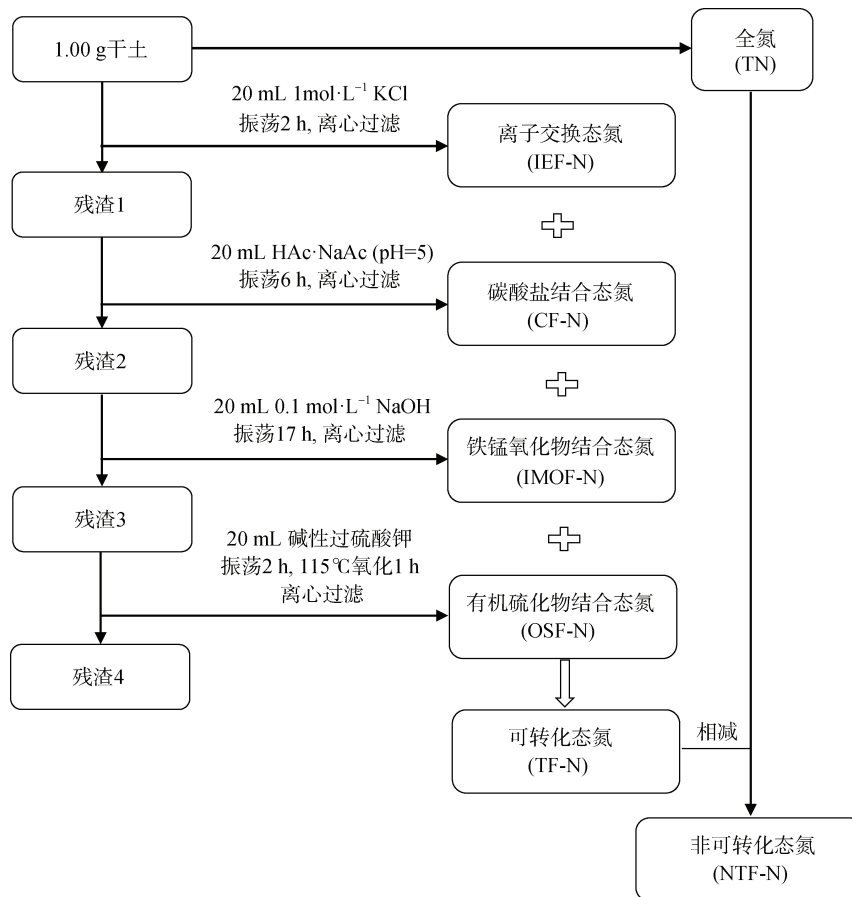 1.00 g干土
全氮
(TN)
20 mL 1mol·L⁻¹ KCl
振荡2 h, 离心过滤
离子交换态氮
(IEF-N)
残渣1
20 mL HAc·NaAc (pH=5)
振荡6 h, 离心过滤
碳酸盐结合态氮
(CF-N)
残渣2
20 mL 0.1 mol·L⁻¹ NaOH
振荡17 h, 离心过滤
铁锰氧化物结合态氮
(IMOF-N)
残渣3
20 mL 碱性过硫酸钾
振荡2 h, 115℃氧化1 h
离心过滤
有机硫化物结合态氮
(OSF-N)
残渣4
可转化态氮
(TF-N)
相减
非可转化态氮
(NTF-N)